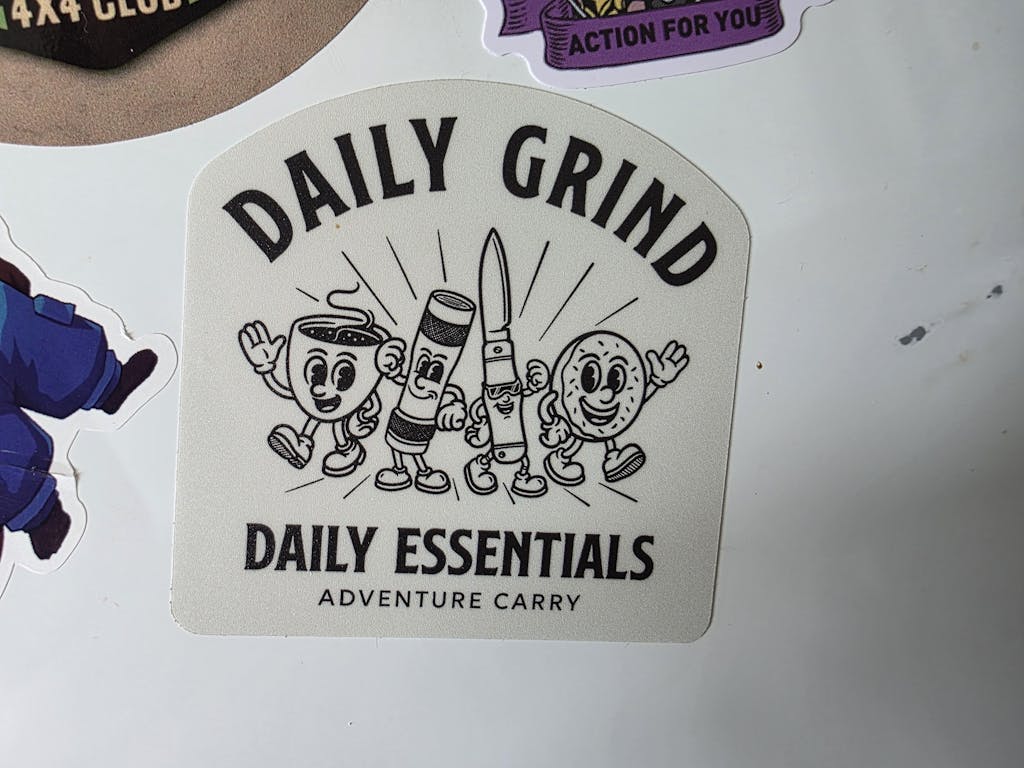 4X4 CLUB
ACTION FOR YOU
DAILY GRIND
DAILY ESSENTIALS
ADVENTURE CARRY